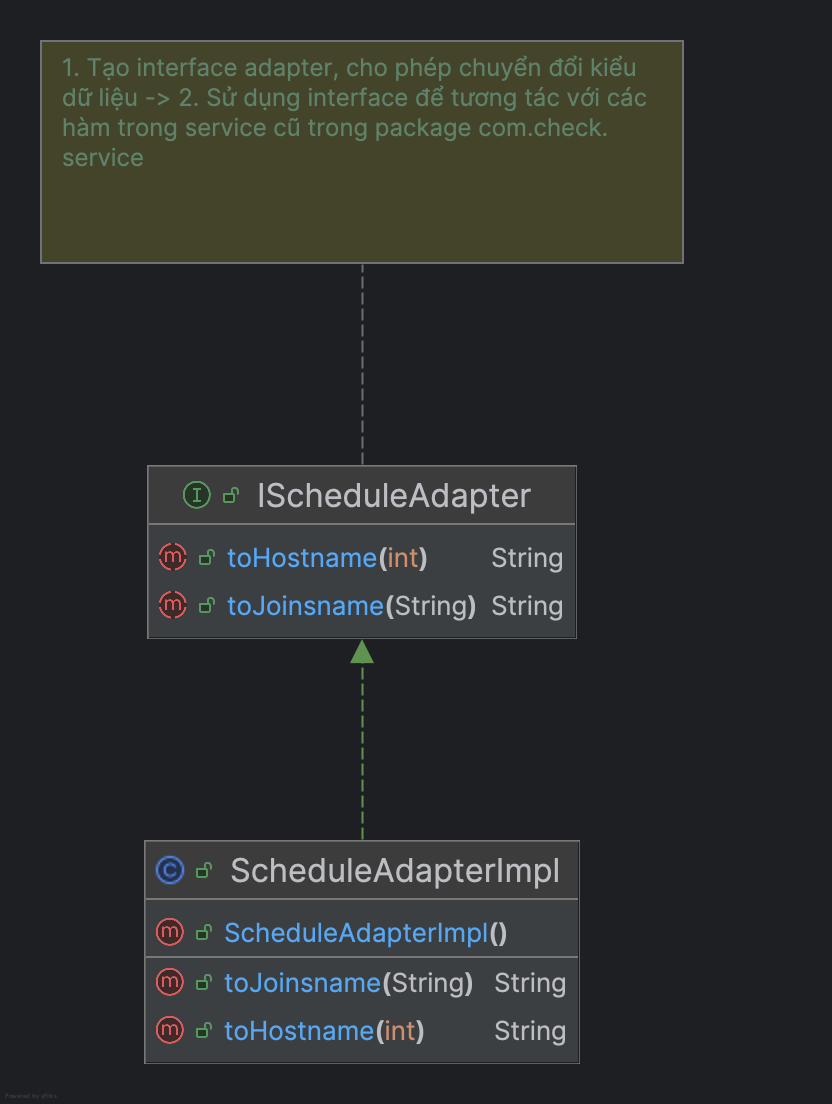 1. Tạo interface adapter, cho phép chuyển đổi kiểu
dữ liệu -> 2. Sử dụng interface để tương tác với các
hàm trong service cũ trong package com.check.
service
I IScheduleAdapter
m toHostname(int) String
m toJoinsname(String) String
C ScheduleAdapterImpl
m ScheduleAdapterImpl()
m toJoinsname(String) String
m toHostname(int) String
Powered by yFiles